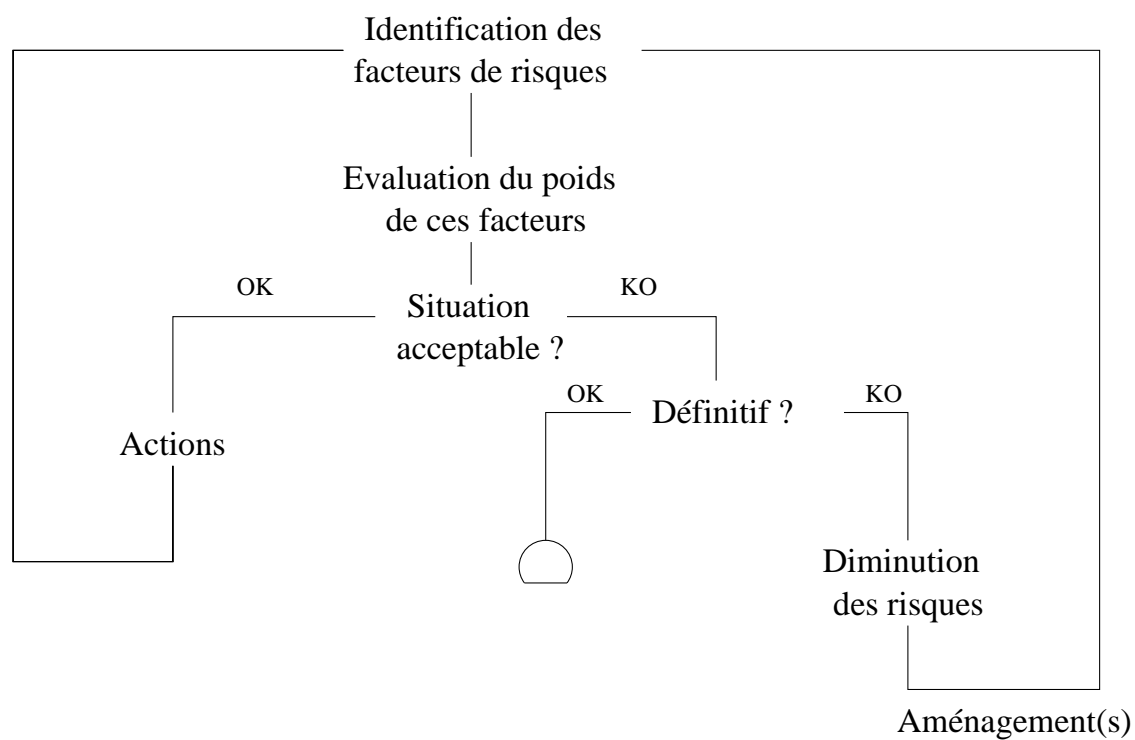 Identification des
facteurs de risques
Evaluation du poids
de ces facteurs
OK
KO
Situation
acceptable ?
OK
KO
Définitif ?
Actions
Diminution
des risques
Aménagement(s)